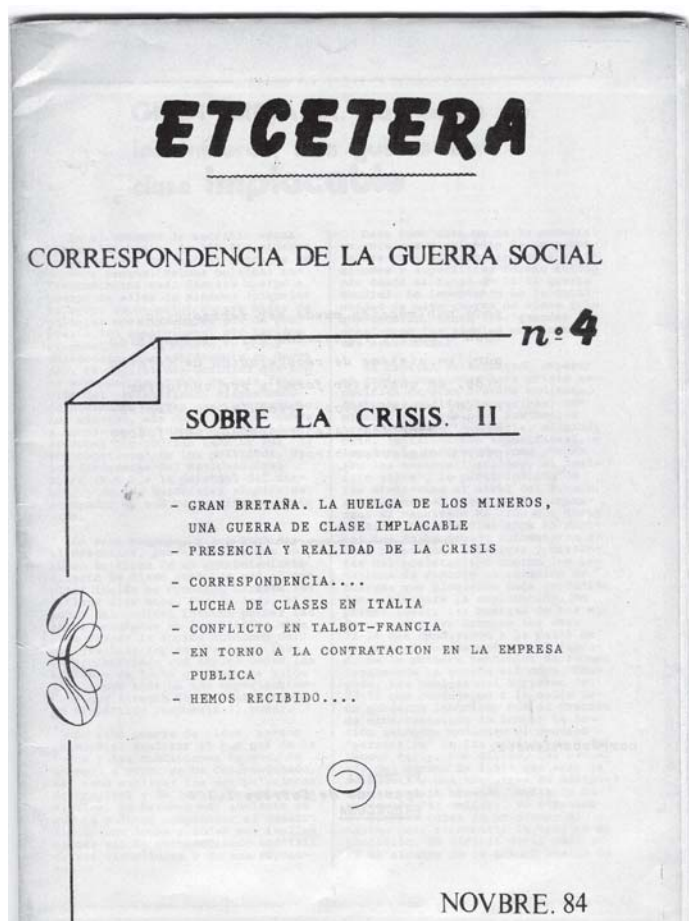 ETCETERA
CORRESPONDENCIA DE LA GUERRA SOCIAL
nº4
SOBRE LA CRISIS. II
- GRAN BRETAÑA. LA HUELGA DE LOS MINEROS,
UNA GUERRA DE CLASE IMPLACABLE
- PRESENCIA Y REALIDAD DE LA CRISIS
- CORRESPONDENCIA....
- LUCHA DE CLASES EN ITALIA
- CONFLICTO EN TALBOT-FRANCIA
- EN TORNO A LA CONTRATACION EN LA EMPRESA
PUBLICA
- HEMOS RECIBIDO....
NOVBRE. 84